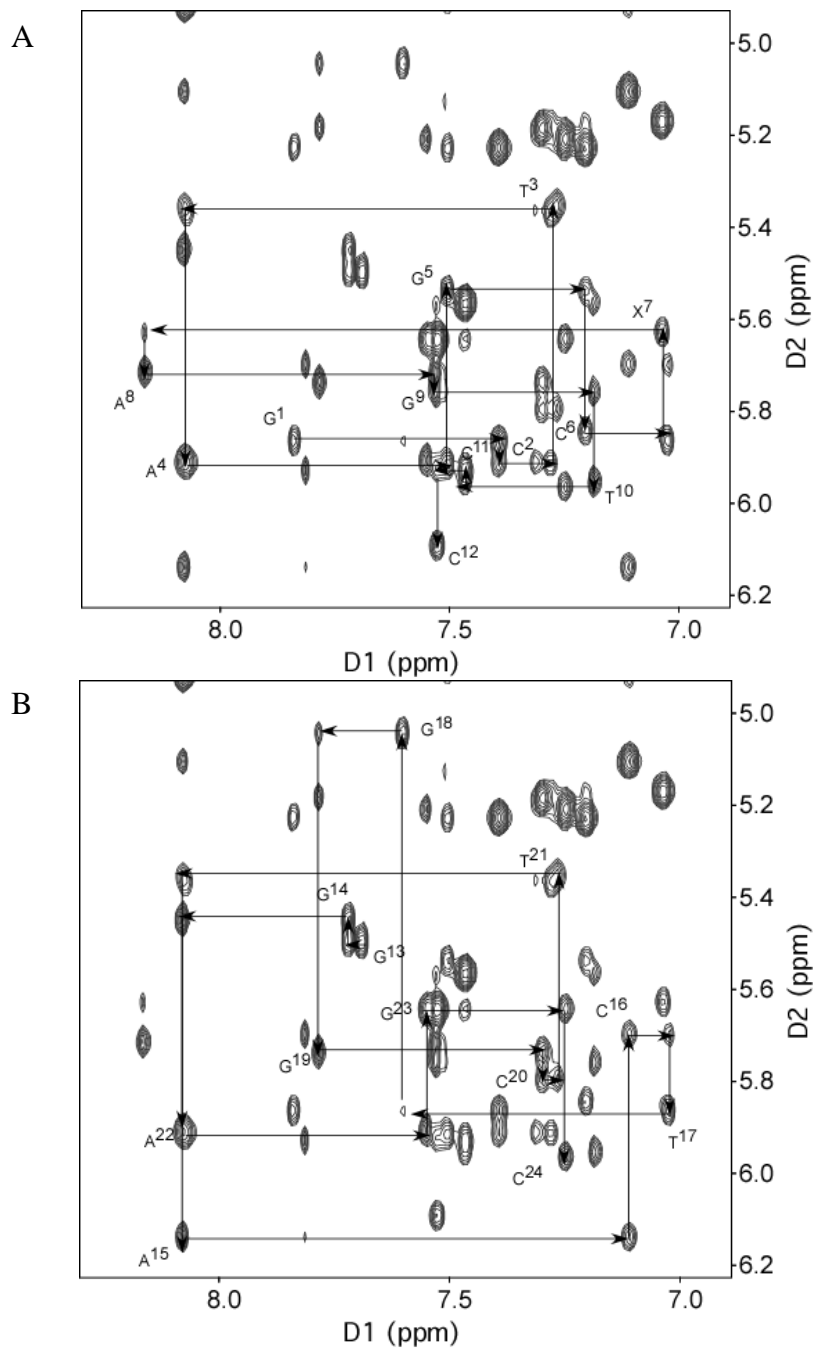 A
5.0
5.2
T3
5.4
G5
X7
5.6
D2 (ppm)
A8
G9
G1
C6
5.8
C11
C2
A4
T10
6.0
C12
6.2
8.0 7.5 7.0
D1 (ppm)
B
G18
5.0
5.2
T21
5.4
G14
G13
G23
C16
5.6
D2 (ppm)
G19
C20
5.8
T17
A22
C24
6.0
A15
6.2
8.0 7.5 7.0
D1 (ppm)